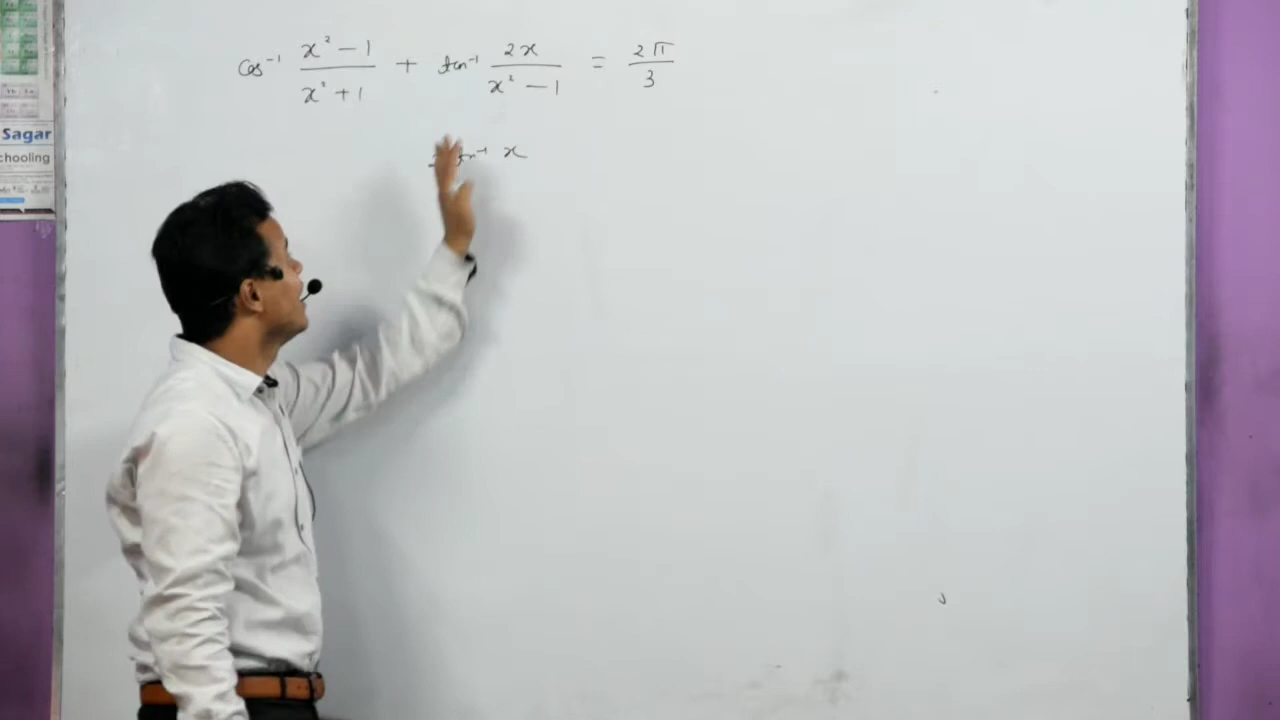 cos⁻¹ (x² − 1)/(x² + 1) + tan⁻¹ 2x/(x² − 1) = 2π/3
tan⁻¹ x
Sagar
chooling